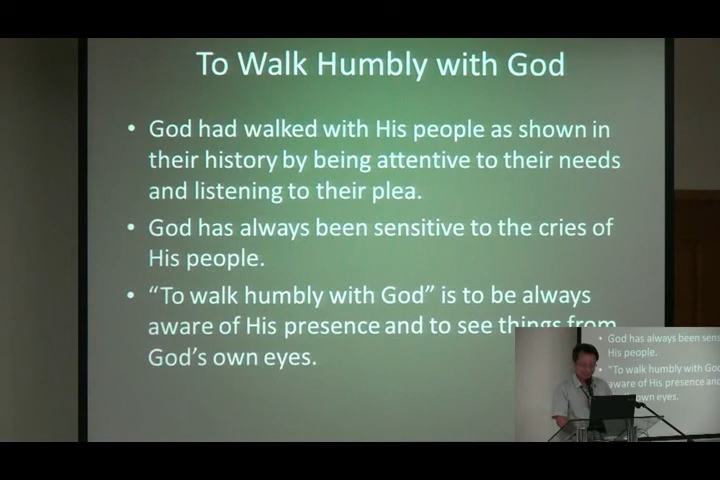 To Walk Humbly with God
• God had walked with His people as shown in
their history by being attentive to their needs
and listening to their plea.
• God has always been sensitive to the cries of
His people.
• “To walk humbly with God” is to be always
aware of His presence and to see things from
God’s own eyes.
• God has always been sens
His people.
• “To walk humbly with God
aware of His presence and
own eyes.